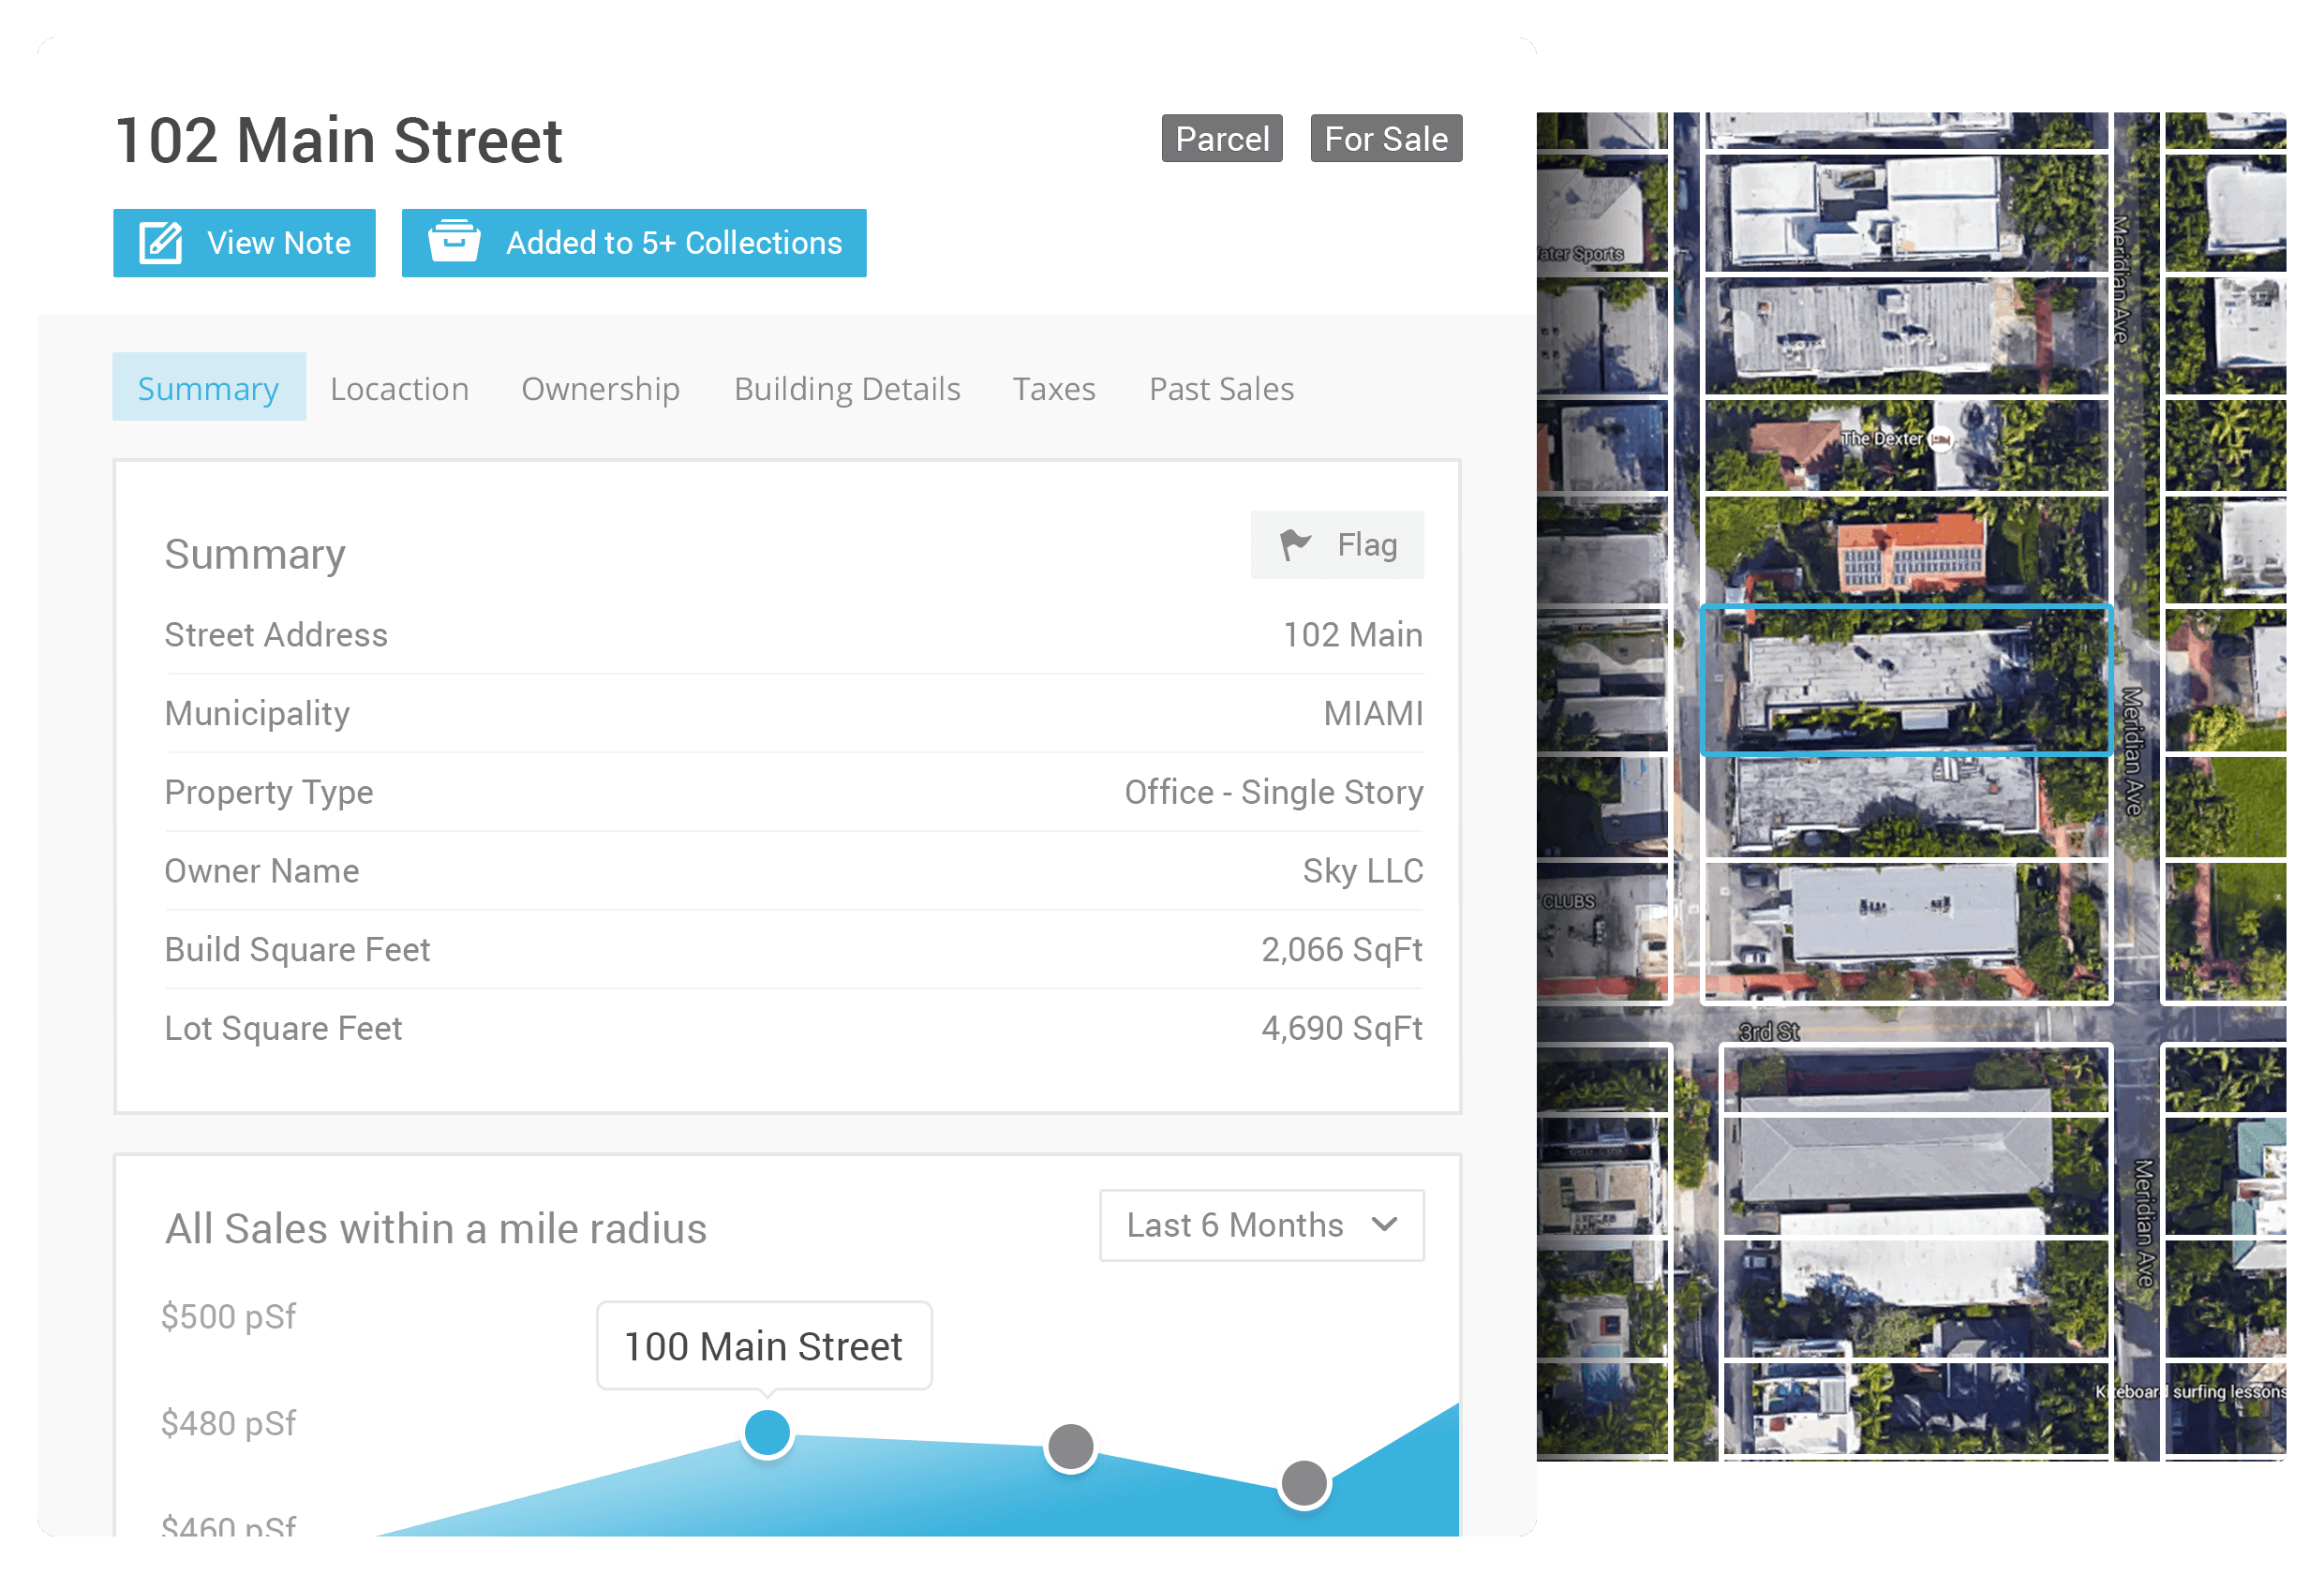 102 Main Street
Parcel
For Sale
View Note
Added to 5+ Collections
Summary
Locaction
Ownership
Building Details
Taxes
Past Sales
Summary
Flag
Street Address
102 Main
Municipality
MIAMI
Property Type
Office - Single Story
Owner Name
Sky LLC
Build Square Feet
2,066 SqFt
Lot Square Feet
4,690 SqFt
All Sales within a mile radius
Last 6 Months
$500 pSf
100 Main Street
$480 pSf
$460 pSf
ater Sports
Meridian Ave
The Dexter
Meridian Ave
CLUBS
3rd St
Meridian Ave
Kiteboard surfing lessons